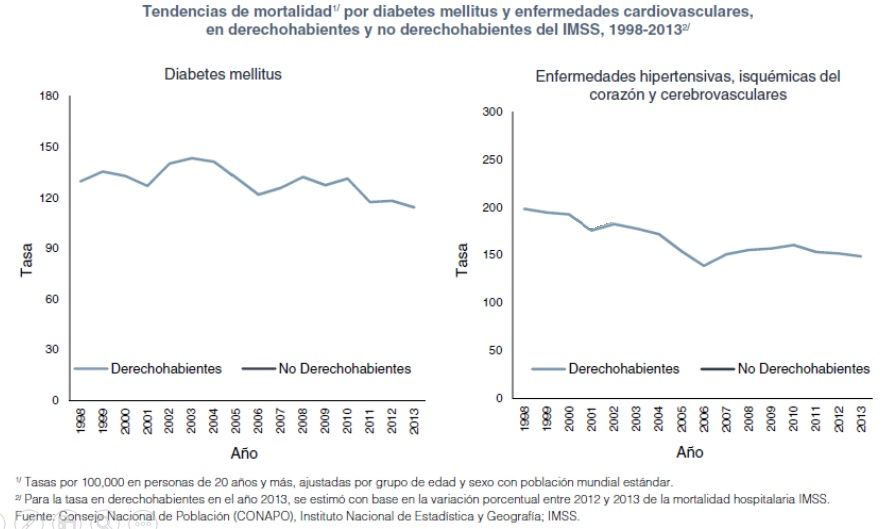 Tendencias de mortalidad1/ por diabetes mellitus y enfermedades cardiovasculares,
en derechohabientes y no derechohabientes del IMSS, 1998-20132/
Diabetes mellitus
180
150
120
90
60
30
0
Tasa
Derechohabientes
No Derechohabientes
1998
1999
2000
2001
2002
2003
2004
2005
2006
2007
2008
2009
2010
2011
2012
2013
Año
Enfermedades hipertensivas, isquémicas del
corazón y cerebrovasculares
300
250
200
150
100
50
0
Tasa
Derechohabientes
No Derechohabientes
1998
1999
2000
2001
2002
2003
2004
2005
2006
2007
2008
2009
2010
2011
2012
2013
Año
1/ Tasas por 100,000 en personas de 20 años y más, ajustadas por grupo de edad y sexo con población mundial estándar.
2/ Para la tasa en derechohabientes en el año 2013, se estimó con base en la variación porcentual entre 2012 y 2013 de la mortalidad hospitalaria IMSS.
Fuente: Consejo Nacional de Población (CONAPO), Instituto Nacional de Estadística y Geografía; IMSS.